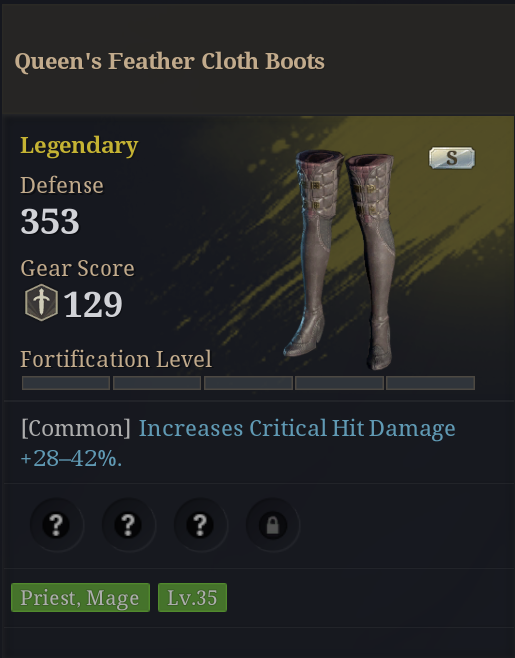 Queen's Feather Cloth Boots
Legendary
S
Defense
353
Gear Score
129
Fortification Level
[Common] Increases Critical Hit Damage
+28–42%.
? ? ?
Priest, Mage Lv.35